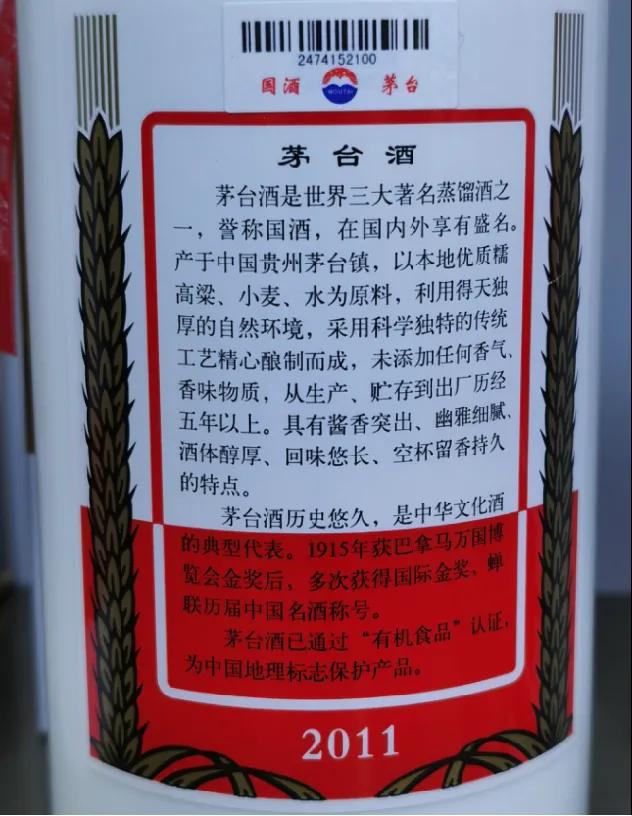 2474152100
国酒 MOUTAI 茅台
茅台酒
茅台酒是世界三大著名蒸馏酒之
一，誉称国酒，在国内外享有盛名。
产于中国贵州茅台镇，以本地优质糯
高粱、小麦、水为原料，利用得天独
厚的自然环境，采用科学独特的传统
工艺精心酿制而成，未添加任何香气、
香味物质，从生产、贮存到出厂历经
五年以上。具有酱香突出、幽雅细腻、
酒体醇厚、回味悠长、空杯留香持久
的特点。
茅台酒历史悠久，是中华文化酒
的典型代表。1915年获巴拿马万国博
览会金奖后，多次获得国际金奖、蝉
联历届中国名酒称号。
茅台酒已通过“有机食品”认证，
为中国地理标志保护产品。
2011